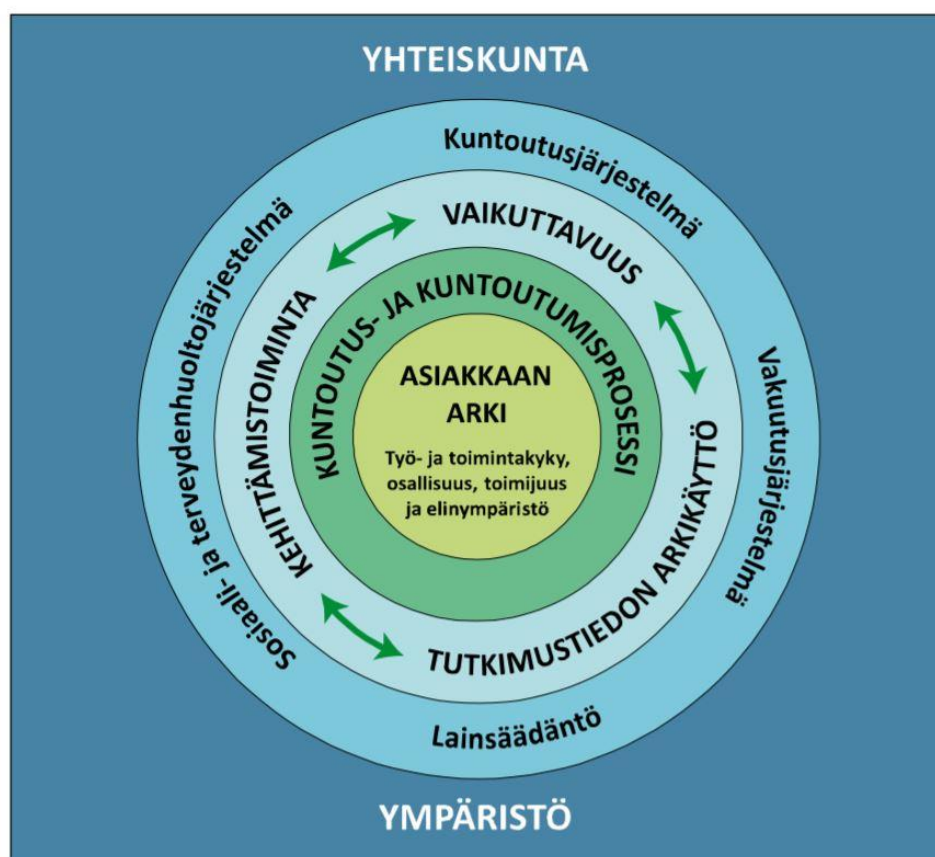 YHTEISKUNTA
Kuntoutusjärjestelmä
Vakuutusjärjestelmä
Lainsäädäntö
Sosiaali- ja terveydenhuoltojärjestelmä
VAIKUTTAVUUS
TUTKIMUSTIEDON ARKIKÄYTTÖ
KEHITTÄMISTOIMINTA
KUNTOUTUS- JA KUNTOUTUMISPROSESSI
ASIAKKAAN
ARKI
Työ- ja toimintakyky,
osallisuus, toimijuus
ja elinympäristö
YMPÄRISTÖ